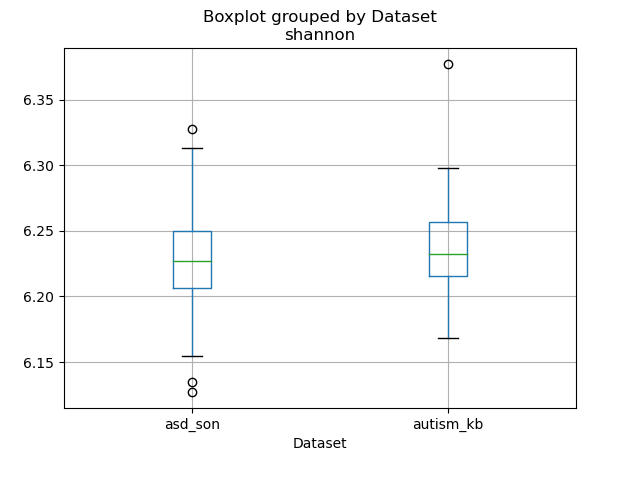 Boxplot grouped by Dataset
shannon
6.35
6.30
6.25
6.20
6.15
asd_son
autism_kb
Dataset